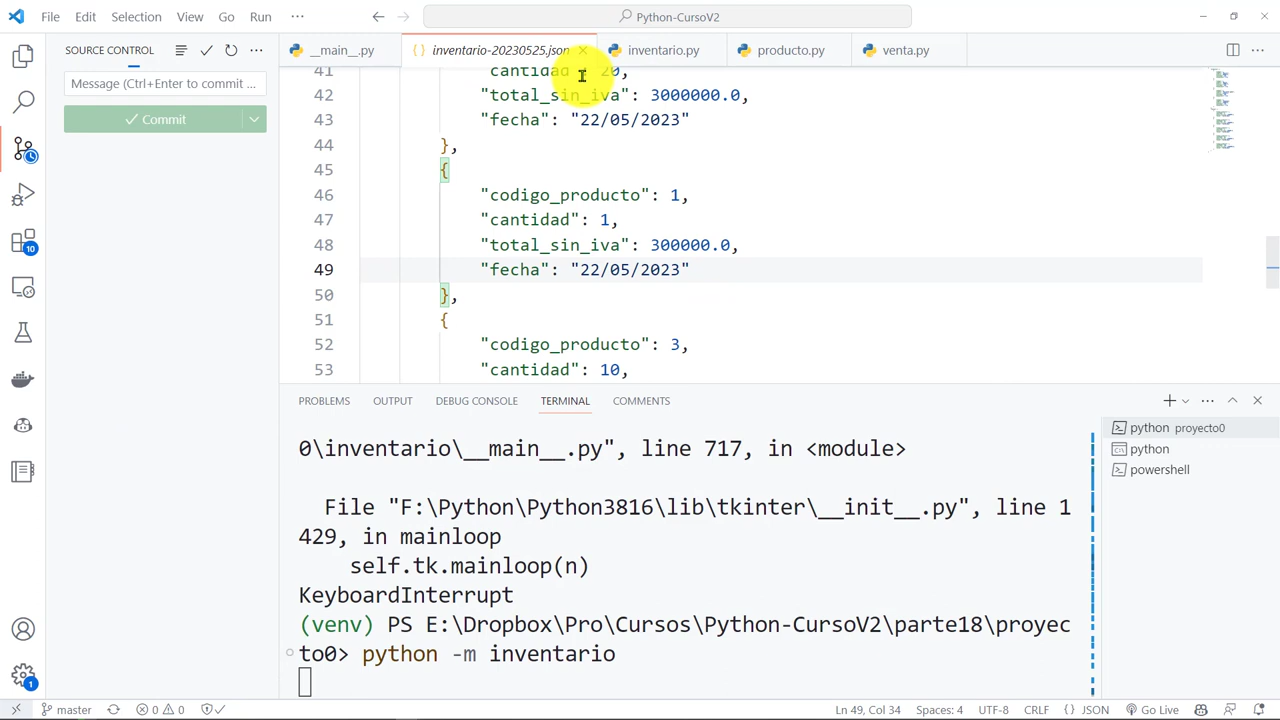 File Edit Selection View Go Run ··· Python-CursoV2
SOURCE CONTROL
Message (Ctrl+Enter to commit ...
Commit
10
1
__main__.py inventario-20230525.json inventario.py producto.py venta.py
41 "cantidad": 20,
42 "total_sin_iva": 3000000.0,
43 "fecha": "22/05/2023"
44 },
45 {
46 "codigo_producto": 1,
47 "cantidad": 1,
48 "total_sin_iva": 300000.0,
49 "fecha": "22/05/2023"
50 },
51 {
52 "codigo_producto": 3,
53 "cantidad": 10,
PROBLEMS OUTPUT DEBUG CONSOLE TERMINAL COMMENTS
0\inventario\__main__.py", line 717, in <module>
File "F:\Python\Python3816\lib\tkinter\__init__.py", line 1
429, in mainloop
self.tk.mainloop(n)
KeyboardInterrupt
(venv) PS E:\Dropbox\Pro\Cursos\Python-CursoV2\parte18\proyec
to0> python -m inventario
python proyecto0
python
powershell
master 0 0 Ln 49, Col 34 Spaces: 4 UTF-8 CRLF {} JSON Go Live